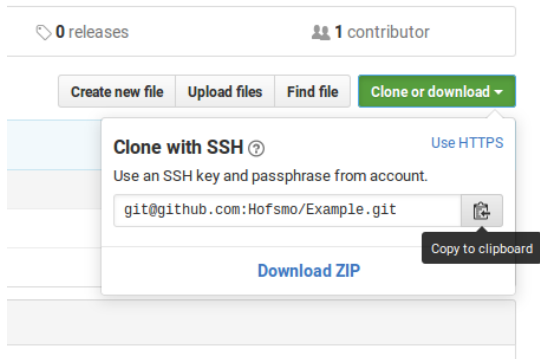 0 releases
1 contributor
Create new file
Upload files
Find file
Clone or download
Clone with SSH ?
Use HTTPS
Use an SSH key and passphrase from account.
git@github.com:Hofsmo/Example.git
Copy to clipboard
Download ZIP